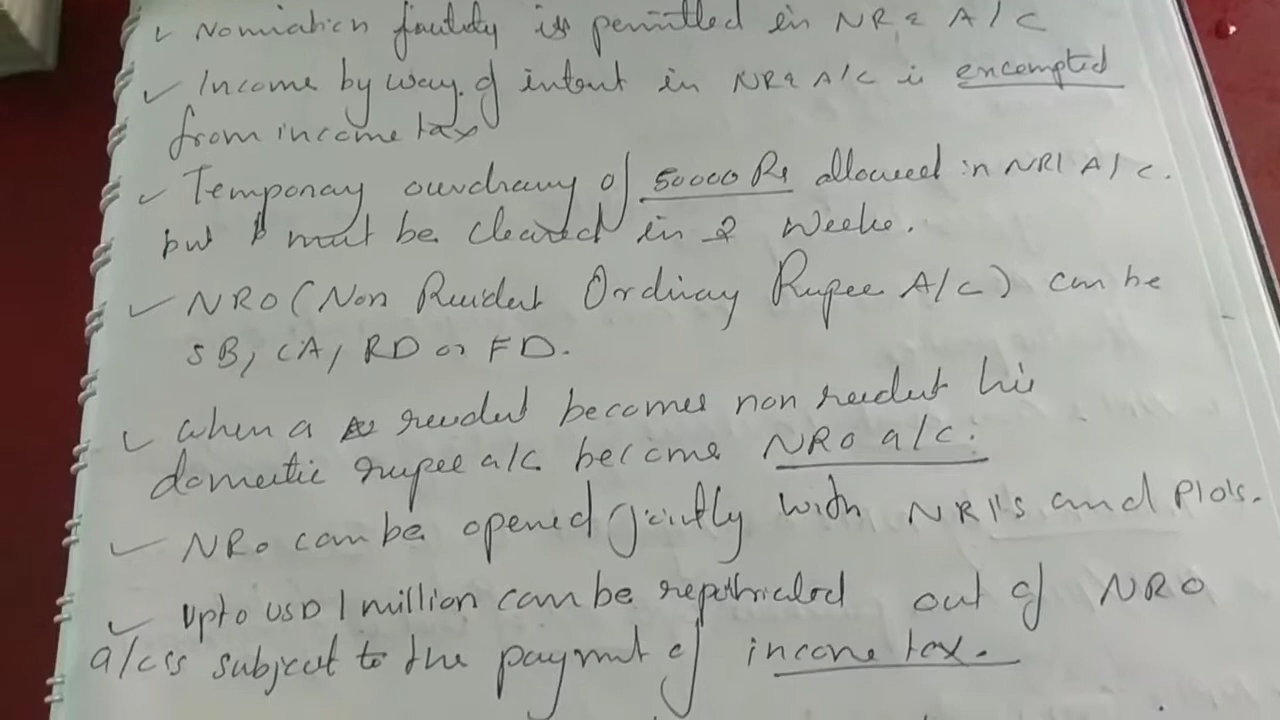 ✓ Nomination facility is permitted in NRE A/C
✓ Income by way of interest in NRE A/C is exempted
from income tax
✓ Temporary overdraw of 50000 Rs allowed in NRI A/C.
but must be cleared in 2 weeks.
✓ NRO (Non Resident Ordinary Rupee A/C) can be
SB, CA, RD or FD.
✓ when a resident becomes non resident his
domestic rupee a/c become NRO a/c.
✓ NRO can be opened jointly with NRI's and PIO's.
✓ Upto USD 1 million can be repatriated out of NRO
a/cs subject to the payment of income tax.